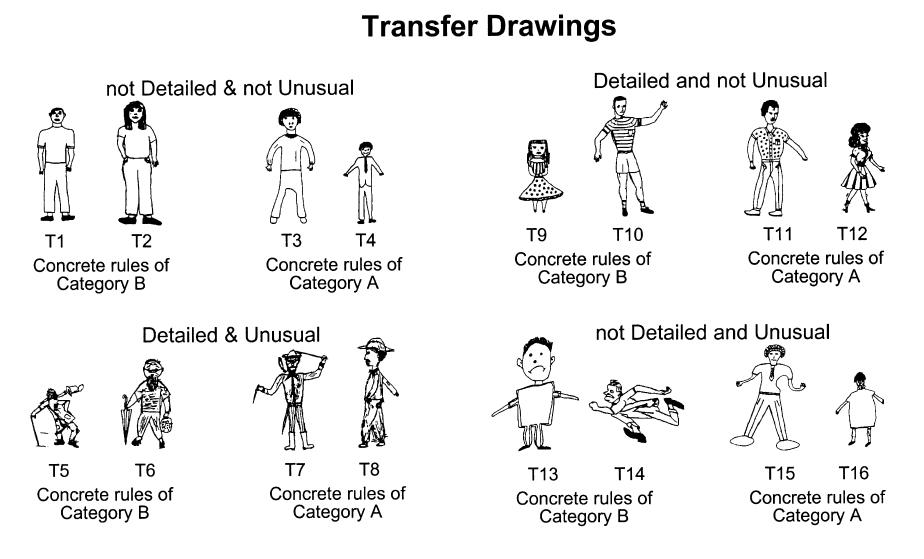 Transfer Drawings
not Detailed & not Unusual
T1 T2
Concrete rules of
Category B
T3 T4
Concrete rules of
Category A
Detailed and not Unusual
T9 T10
Concrete rules of
Category B
T11 T12
Concrete rules of
Category A
Detailed & Unusual
T5 T6
Concrete rules of
Category B
T7 T8
Concrete rules of
Category A
not Detailed and Unusual
T13 T14
Concrete rules of
Category B
T15 T16
Concrete rules of
Category A